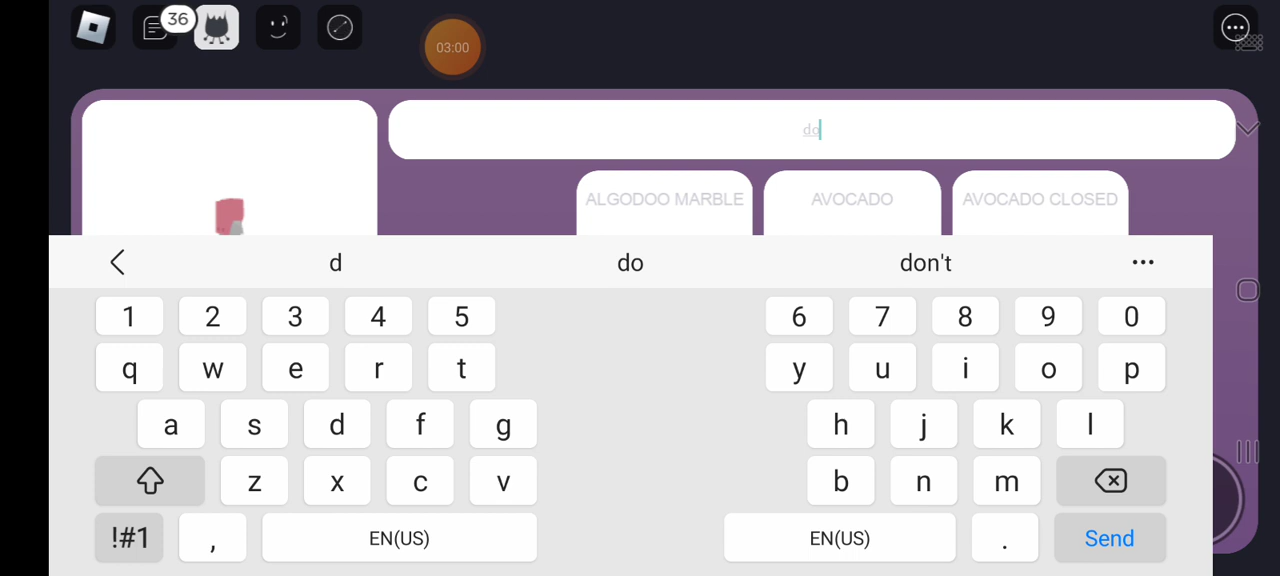 36
03:00
do
ALGODOO MARBLE AVOCADO AVOCADO CLOSED
d do don't
1 2 3 4 5 6 7 8 9 0
q w e r t y u i o p
a s d f g h j k l
z x c v b n m
!#1 , EN(US) EN(US) . Send